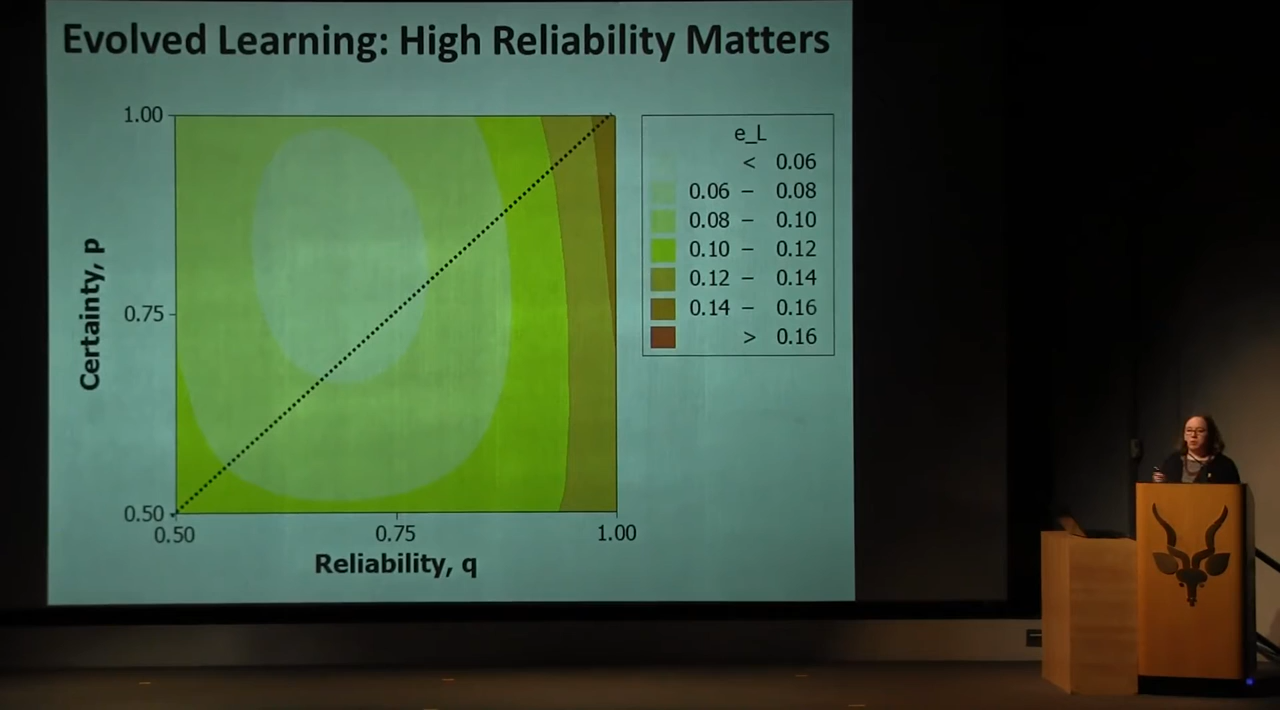 Evolved Learning: High Reliability Matters
1.00
0.75
0.50
Certainty, p
0.50
0.75
1.00
Reliability, q
e_L
< 0.06
0.06 – 0.08
0.08 – 0.10
0.10 – 0.12
0.12 – 0.14
0.14 – 0.16
> 0.16